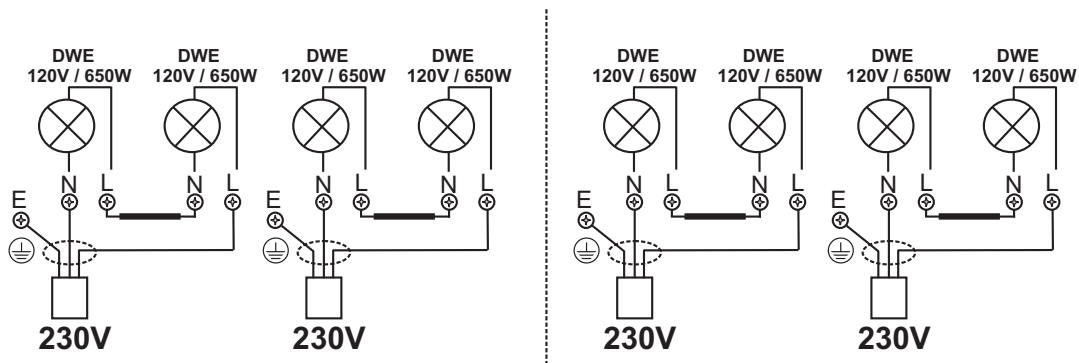 DWE DWE DWE DWE DWE DWE DWE DWE
120V / 650W 120V / 650W 120V / 650W 120V / 650W 120V / 650W 120V / 650W 120V / 650W 120V / 650W
N L N L N L N L N L N L N L N L
E E E E
230V 230V 230V 230V